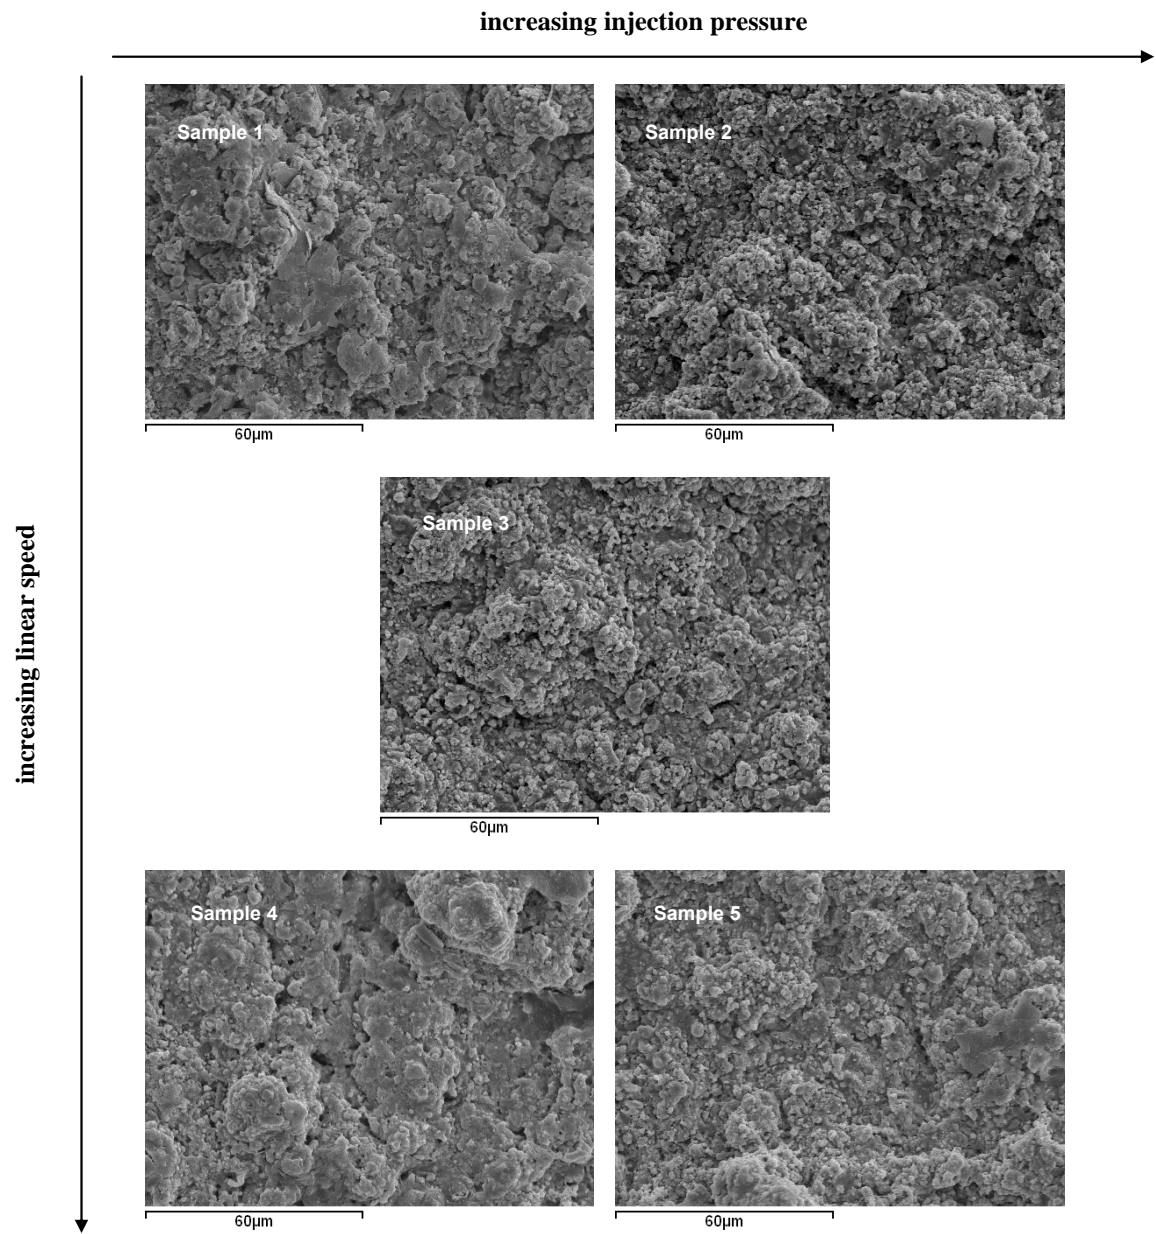 increasing injection pressure
Sample 1
Sample 2
60µm
60µm
increasing linear speed
Sample 3
60µm
Sample 4
Sample 5
60µm
60µm